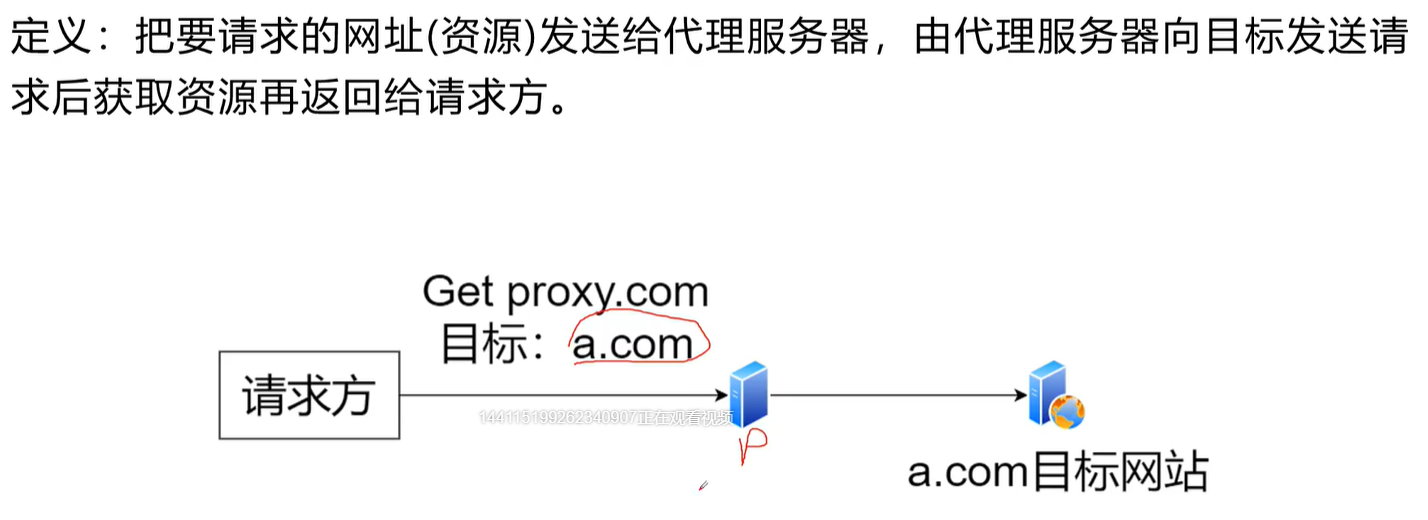 定义：把要请求的网址(资源)发送给代理服务器，由代理服务器向目标发送请
求后获取资源再返回给请求方。
Get proxy.com
目标：a.com
请求方
1441151199262340907正在观看视频
P
a.com目标网站